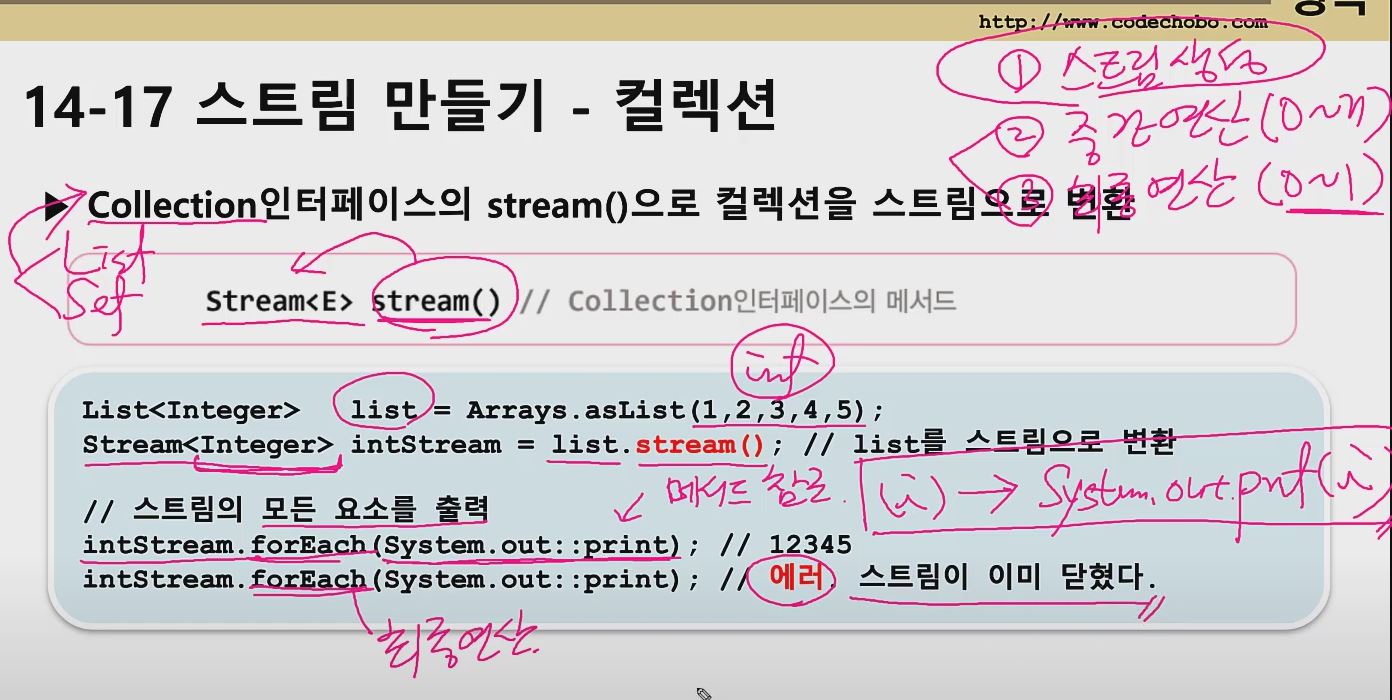 http://www.codechobo.com
① 스트림생성
14-17 스트림 만들기 - 컬렉션
② 중간연산(0~n개)
③ 최종연산 (0~1)
▶ Collection인터페이스의 stream()으로 컬렉션을 스트림으로 변환
List
Set
Stream<E> stream() // Collection인터페이스의 메서드
int
List<Integer> list = Arrays.asList(1,2,3,4,5);
Stream<Integer> intStream = list.stream(); // list를 스트림으로 변환
메서드 참조.
(i) → System.out.print(i)
// 스트림의 모든 요소를 출력
intStream.forEach(System.out::print); // 12345
intStream.forEach(System.out::print); // 에러. 스트림이 이미 닫혔다.
최종연산.